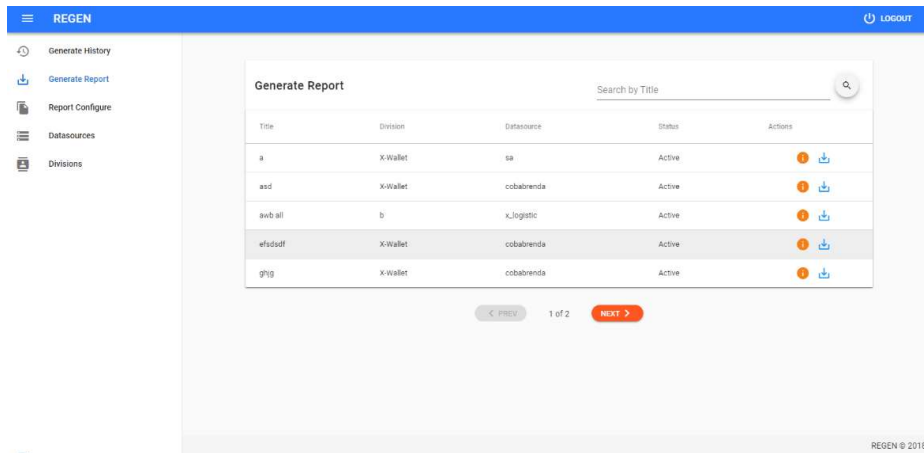 REGEN LOGOUT
Generate History
Generate Report
Report Configure
Datasources
Divisions
Generate Report Search by Title
Title Division Datasource Status Actions
a X-Wallet sa Active
asd X-Wallet cobabrenda Active
awb all b x_logistic Active
efsdsdf X-Wallet cobabrenda Active
ghjg X-Wallet cobabrenda Active
< PREV 1 of 2 NEXT >
REGEN © 2018